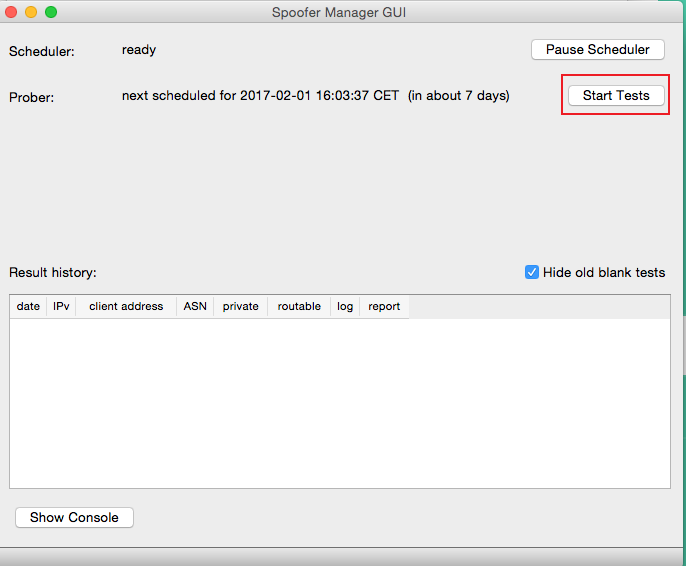 Spoofer Manager GUI
Scheduler: ready Pause Scheduler
Prober: next scheduled for 2017-02-01 16:03:37 CET (in about 7 days) Start Tests
Result history: Hide old blank tests
date IPv client address ASN private routable log report
Show Console